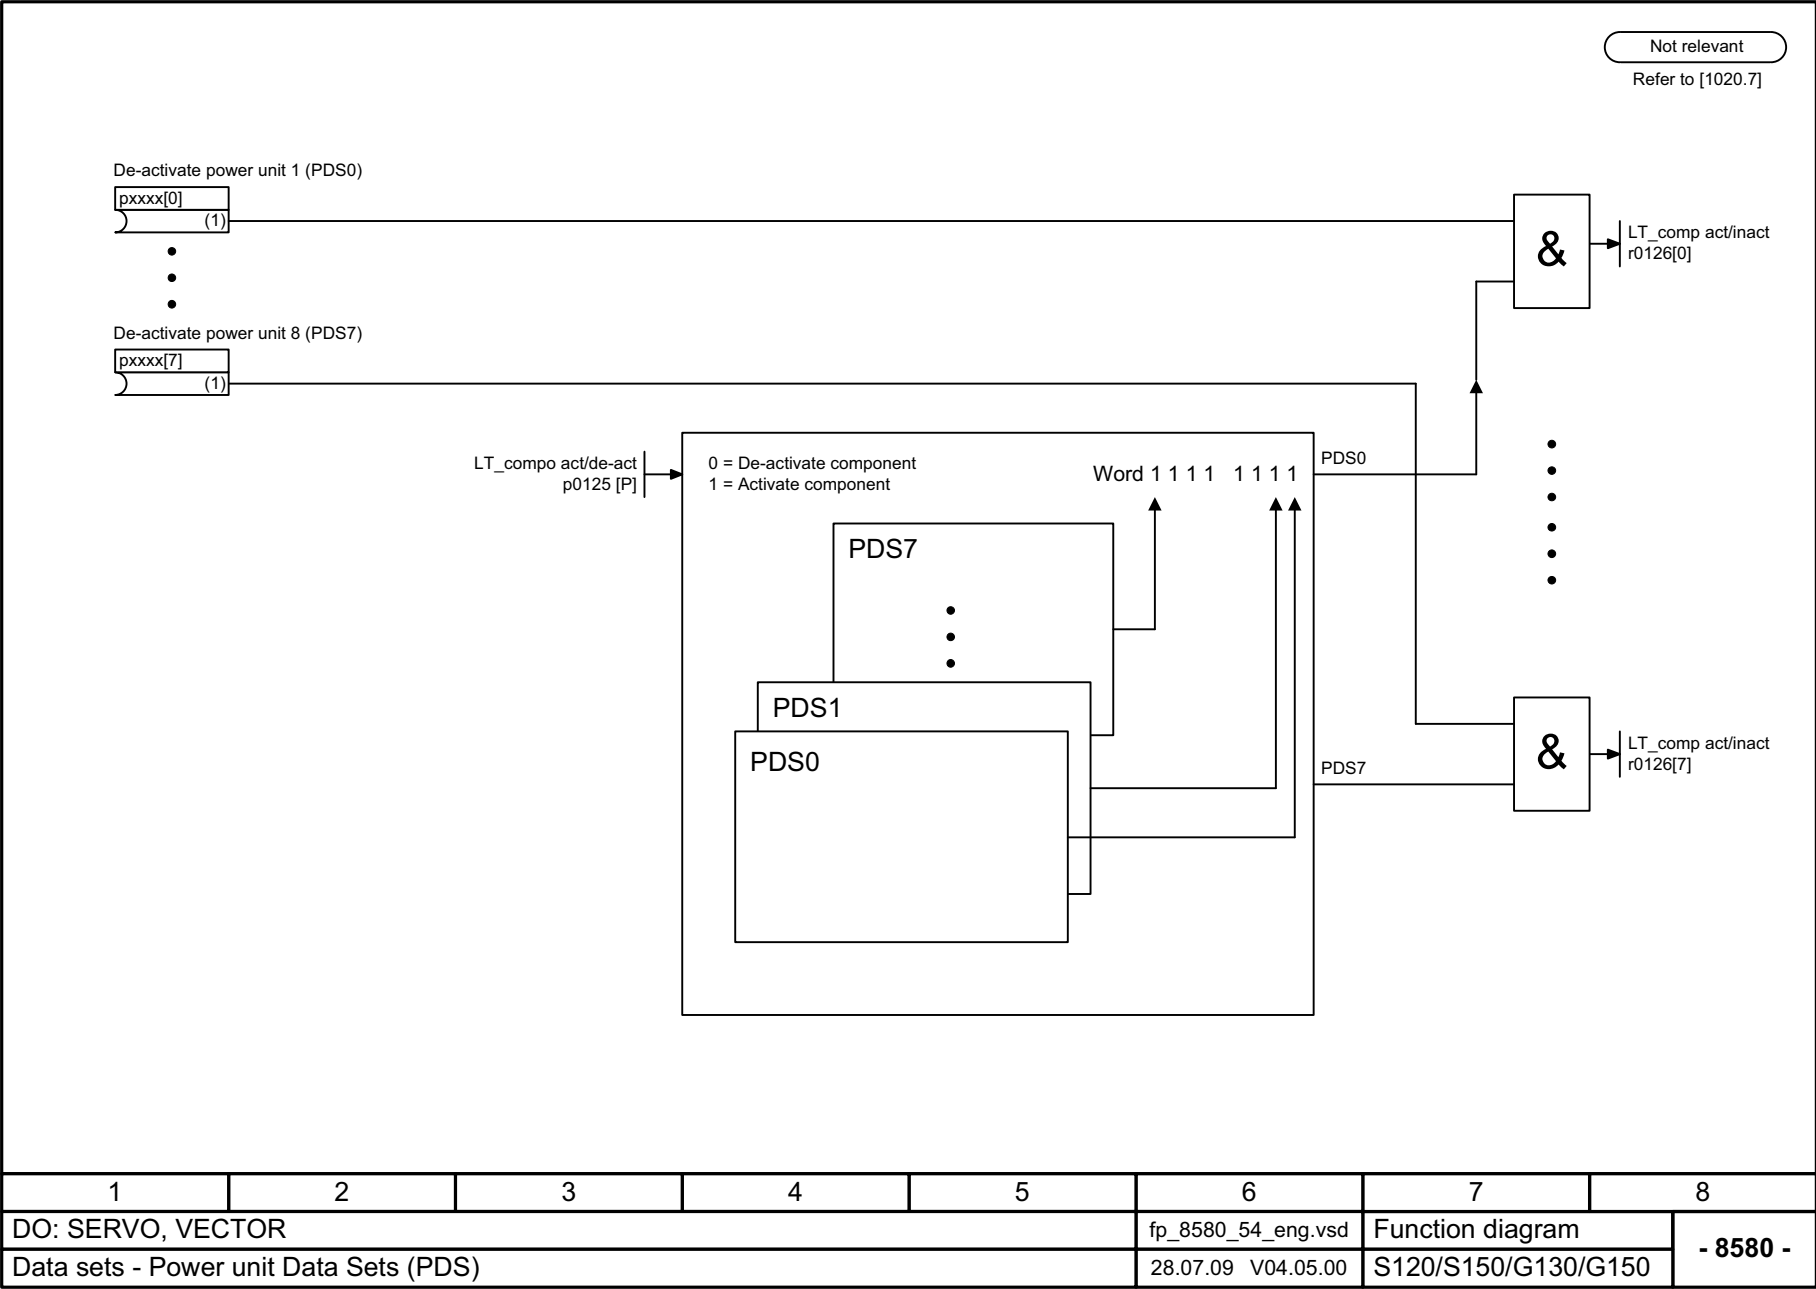 Not relevant
Refer to [1020.7]
De-activate power unit 1 (PDS0)
pxxxx[0]
(1)
De-activate power unit 8 (PDS7)
pxxxx[7]
(1)
&
LT_comp act/inact
r0126[0]
LT_compo act/de-act
p0125 [P]
0 = De-activate component
1 = Activate component
Word 1 1 1 1 1 1 1 1
PDS0
PDS7
PDS1
PDS0
PDS7
&
LT_comp act/inact
r0126[7]
1 2 3 4 5 6 7 8
DO: SERVO, VECTOR
fp_8580_54_eng.vsd
Function diagram
- 8580 -
Data sets - Power unit Data Sets (PDS)
28.07.09 V04.05.00
S120/S150/G130/G150